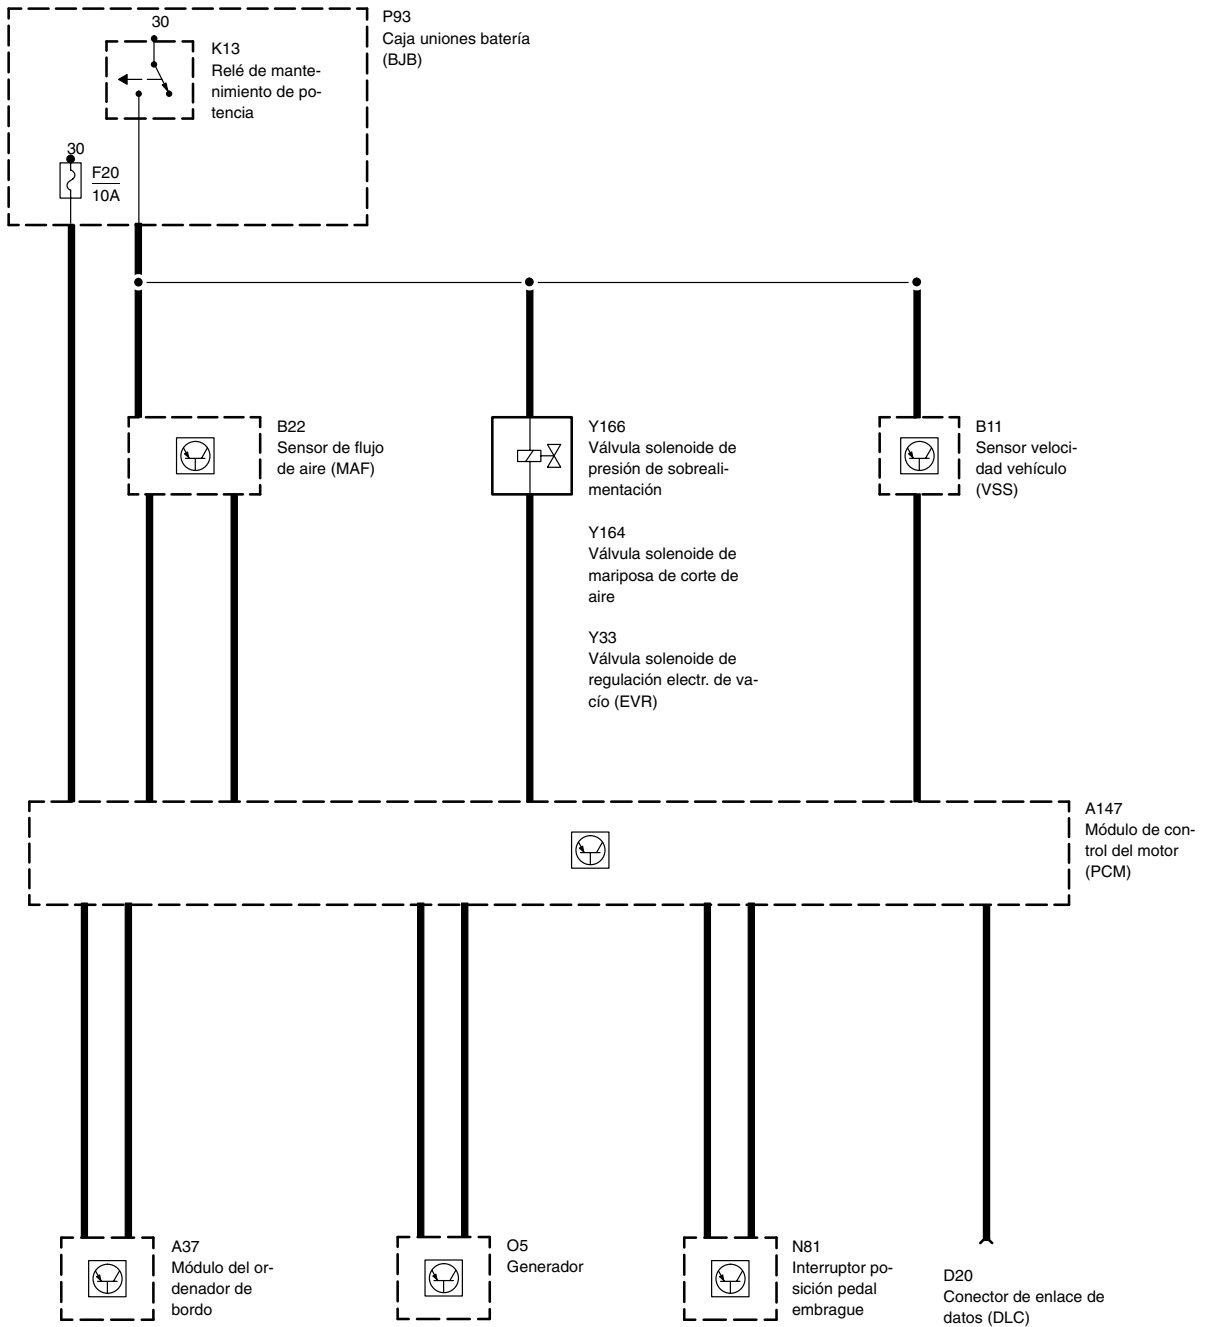 30
P93
Caja uniones batería
(BJB)
K13
Relé de mante-
nimiento de po-
tencia
30
F20
10A
B22
Sensor de flujo
de aire (MAF)
Y166
Válvula solenoide de
presión de sobreali-
mentación
Y164
Válvula solenoide de
mariposa de corte de
aire
Y33
Válvula solenoide de
regulación electr. de va-
cío (EVR)
B11
Sensor veloci-
dad vehículo
(VSS)
A147
Módulo de con-
trol del motor
(PCM)
A37
Módulo del or-
denador de
bordo
O5
Generador
N81
Interruptor po-
sición pedal
embrague
D20
Conector de enlace de
datos (DLC)